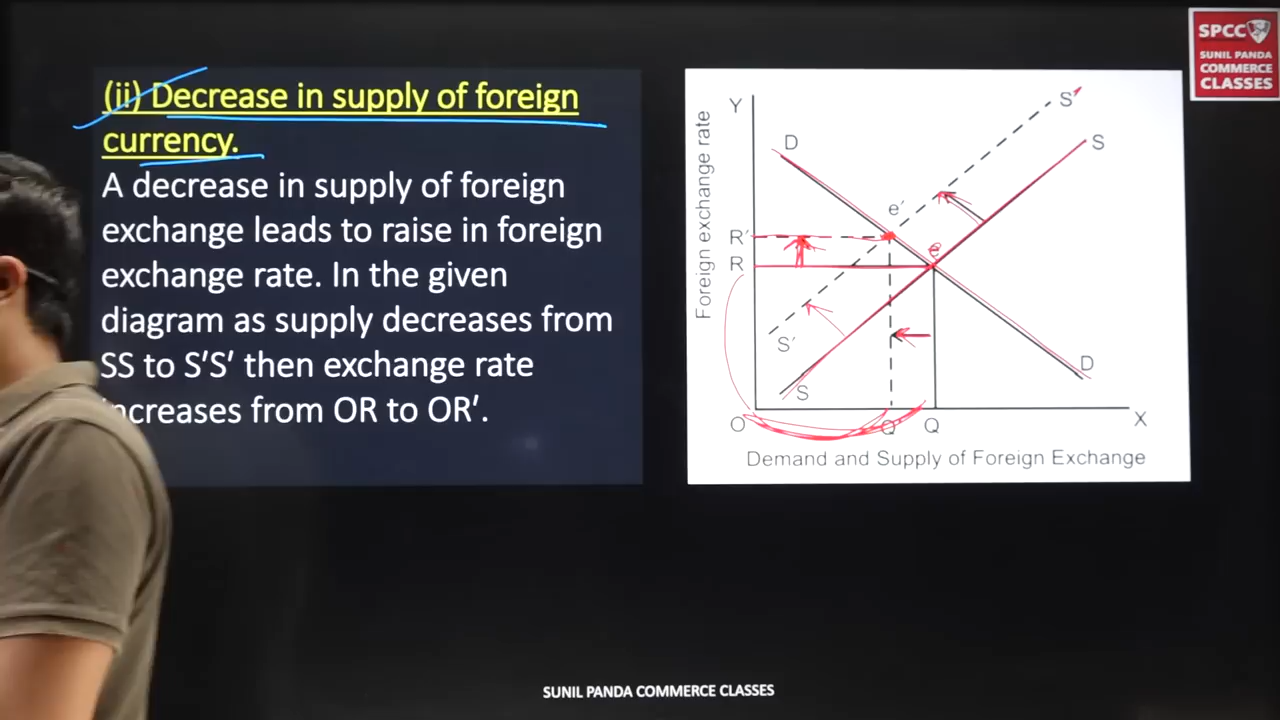 SPCC
SUNIL PANDA
COMMERCE
CLASSES
(ii) Decrease in supply of foreign
currency.
A decrease in supply of foreign
exchange leads to raise in foreign
exchange rate. In the given
diagram as supply decreases from
SS to S′S′ then exchange rate
increases from OR to OR′.
Foreign exchange rate
Y
S′
D
S
e′
R′
e
R
S′
D
S
O
Q
Q
X
Demand and Supply of Foreign Exchange
SUNIL PANDA COMMERCE CLASSES